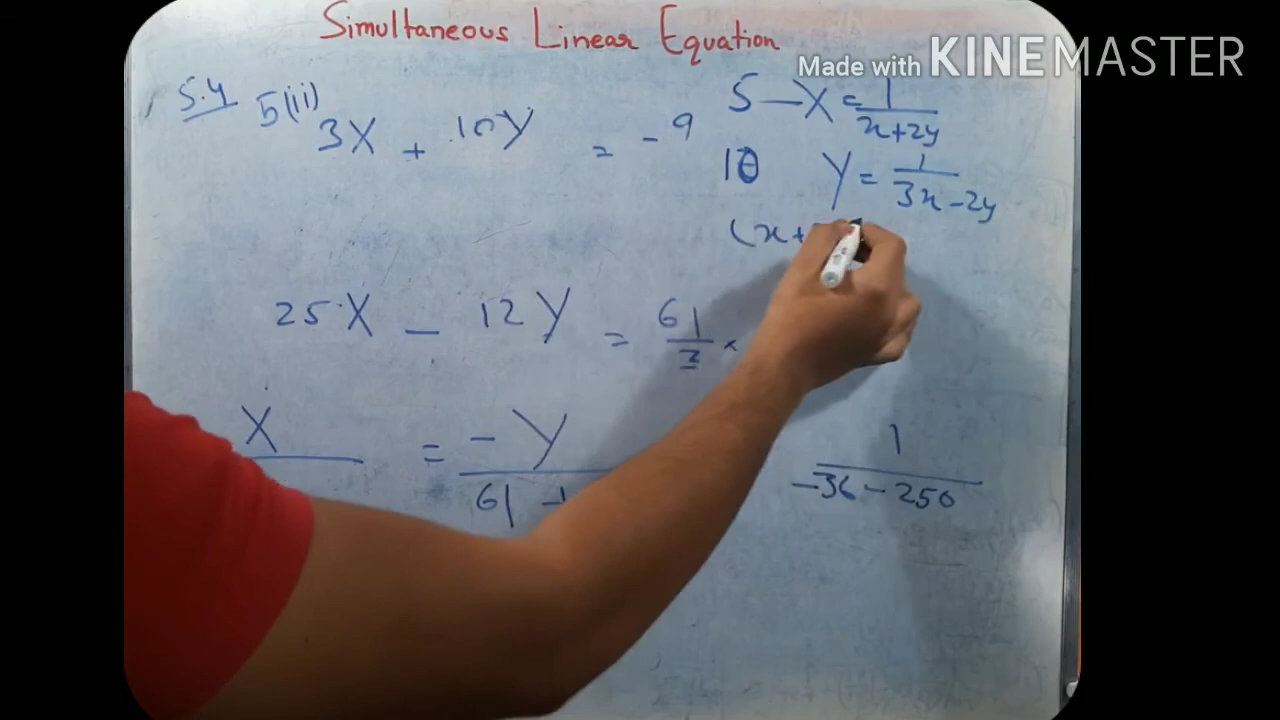 Simultaneous Linear Equation
Made with KINEMASTER
5.4 5(ii)
3X + 10Y = -9
5 - X = 1/(x+2y)
10 Y = 1/(3x-2y)
(x+
25X - 12Y = 61/3 ×
X = -Y 1
61 + -36-250